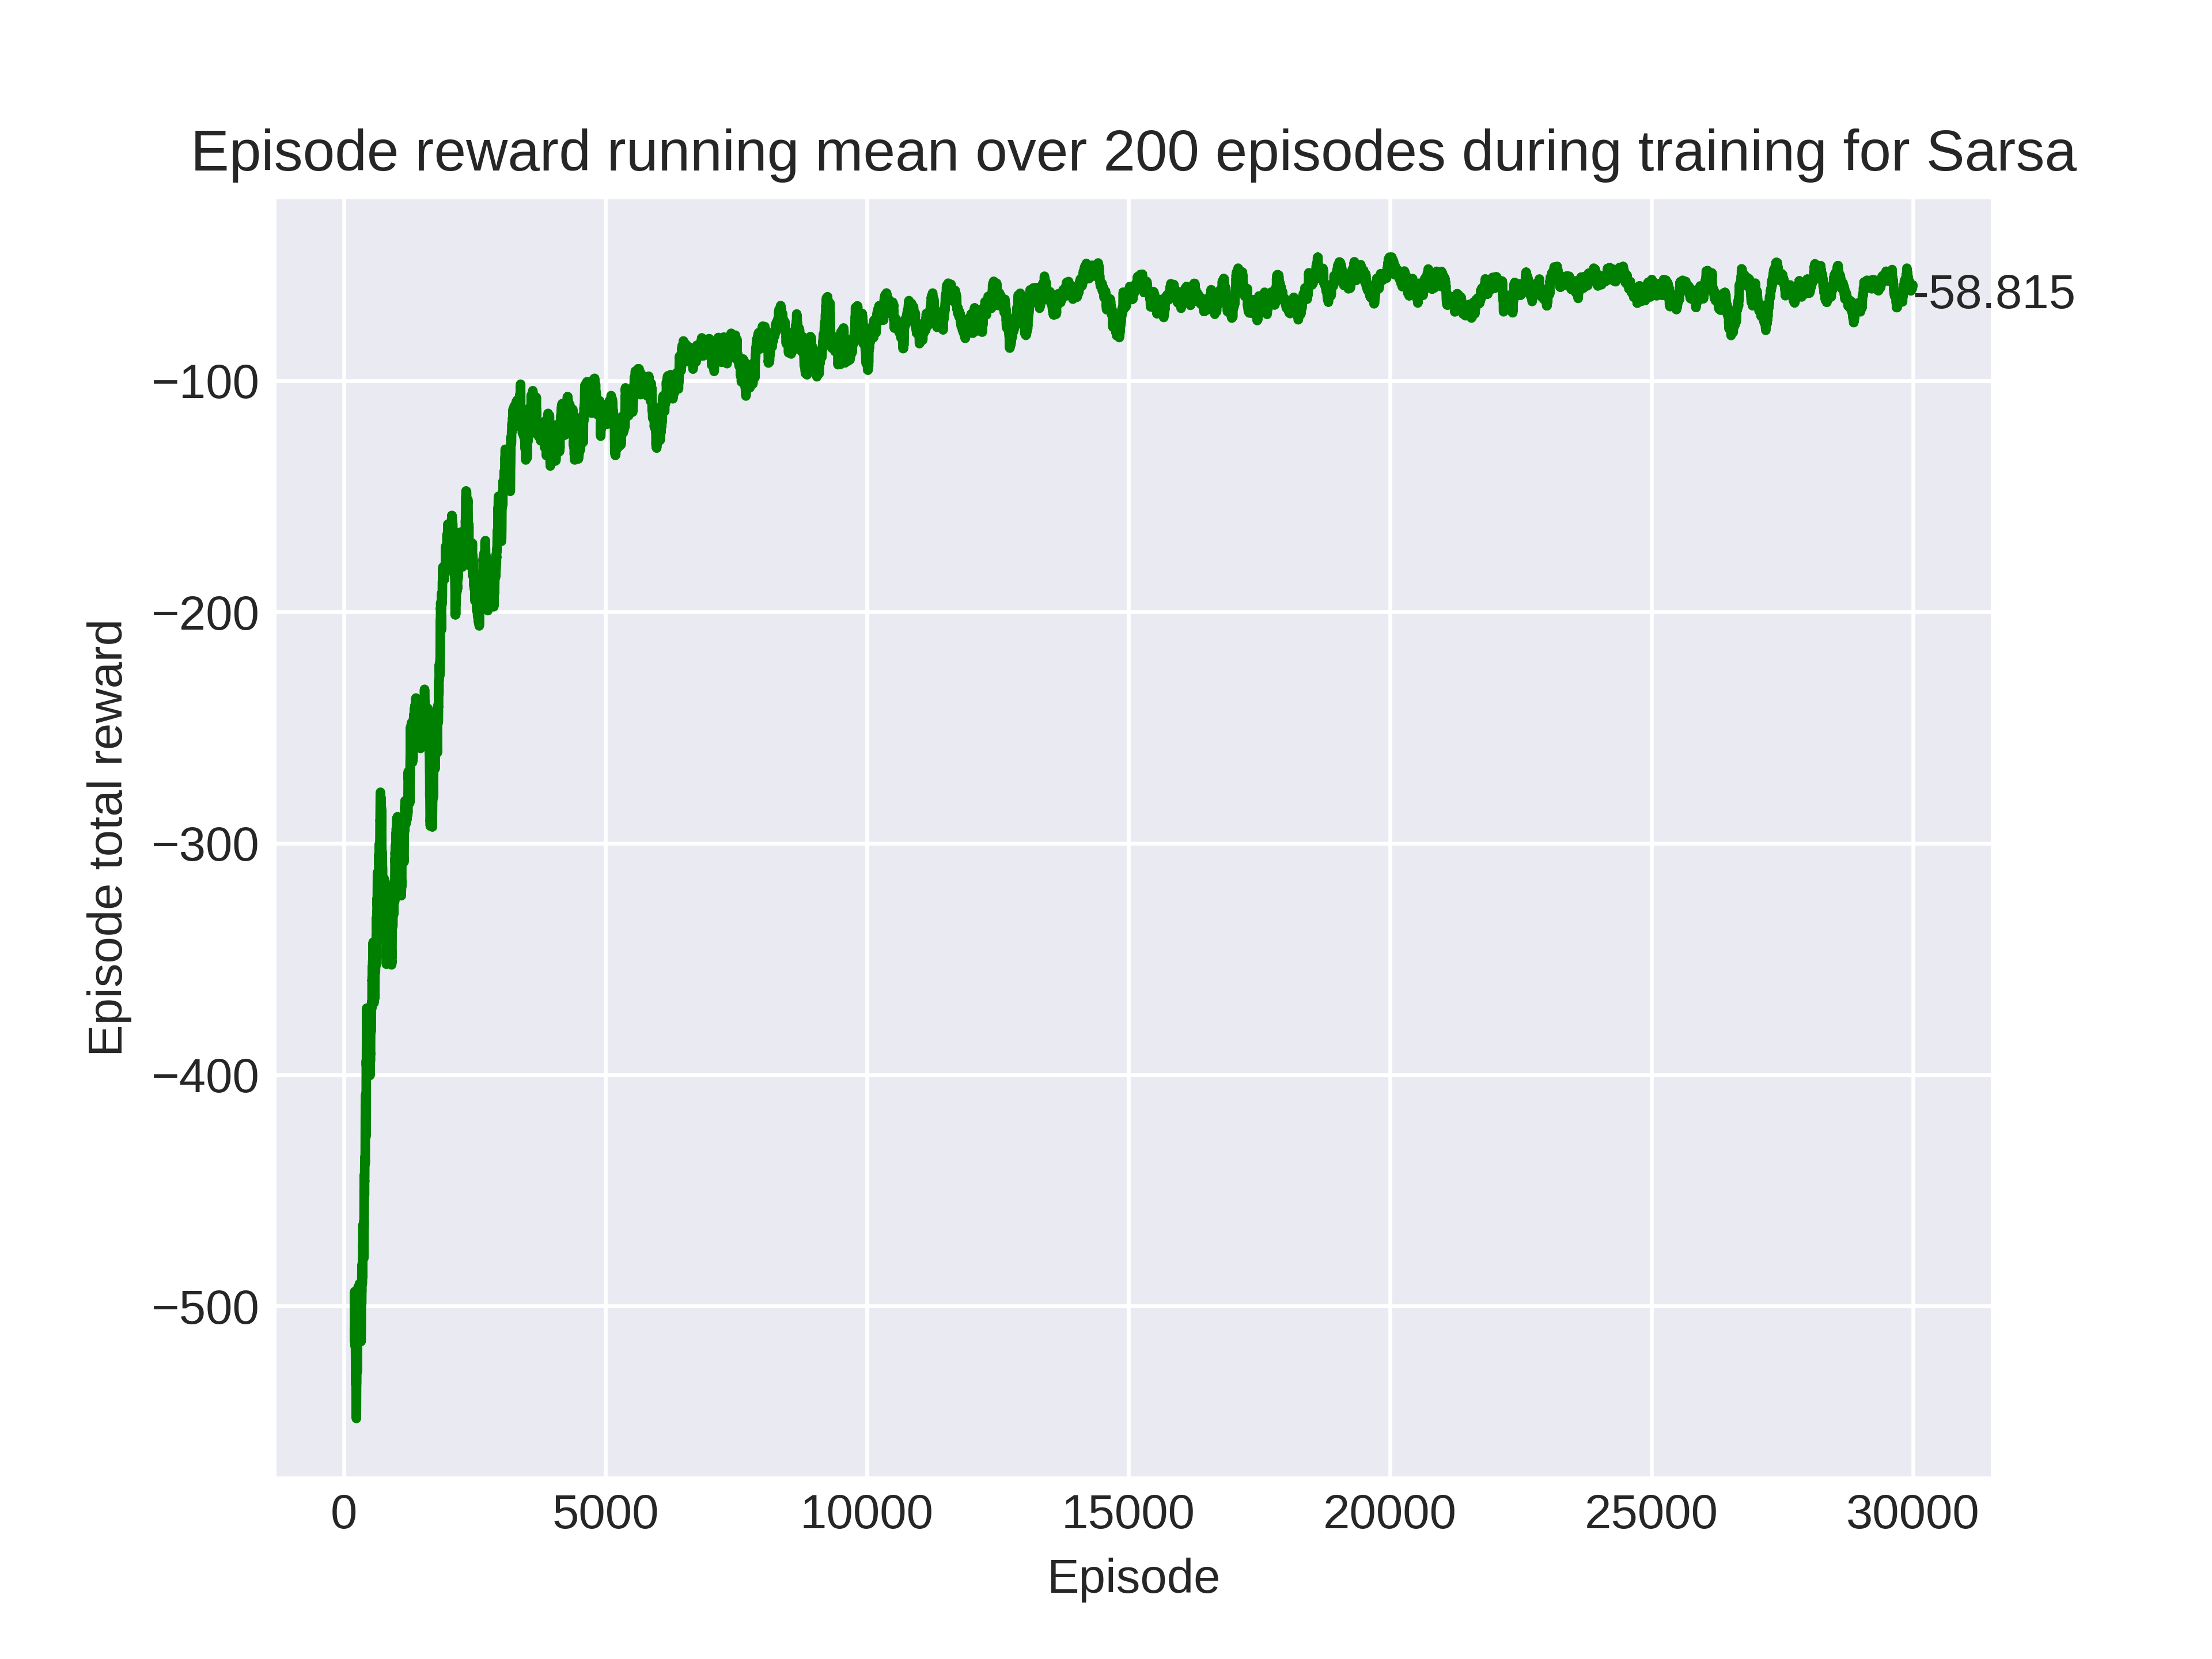 Episode reward running mean over 200 episodes during training for Sarsa
-58.815
−100
−200
−300
−400
−500
Episode total reward
0 5000 10000 15000 20000 25000 30000
Episode